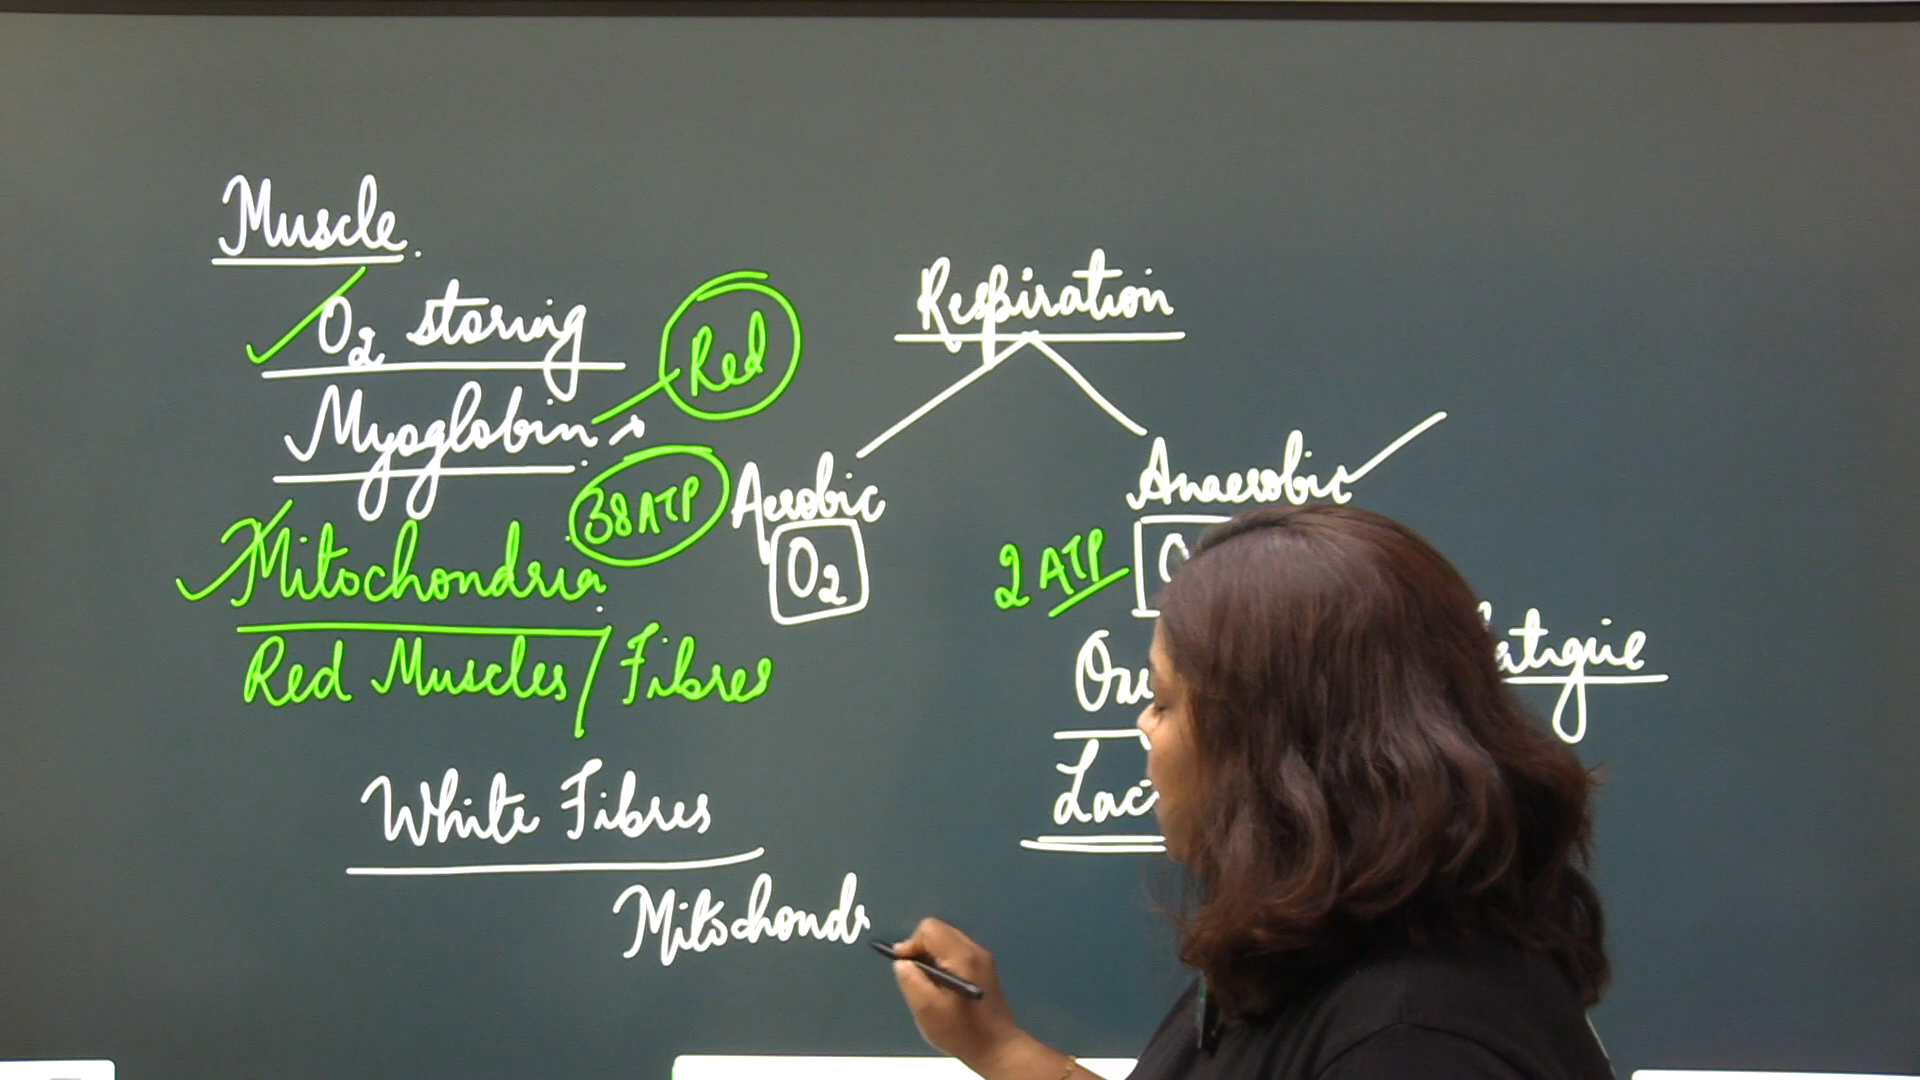 Muscle
O2 storing
Myoglobin
Red
Mitochondria
38ATP
Red Muscles/Fibres
White Fibres
Mitochondr
Respiration
Aerobic
O2
Anaerobic
2 ATP